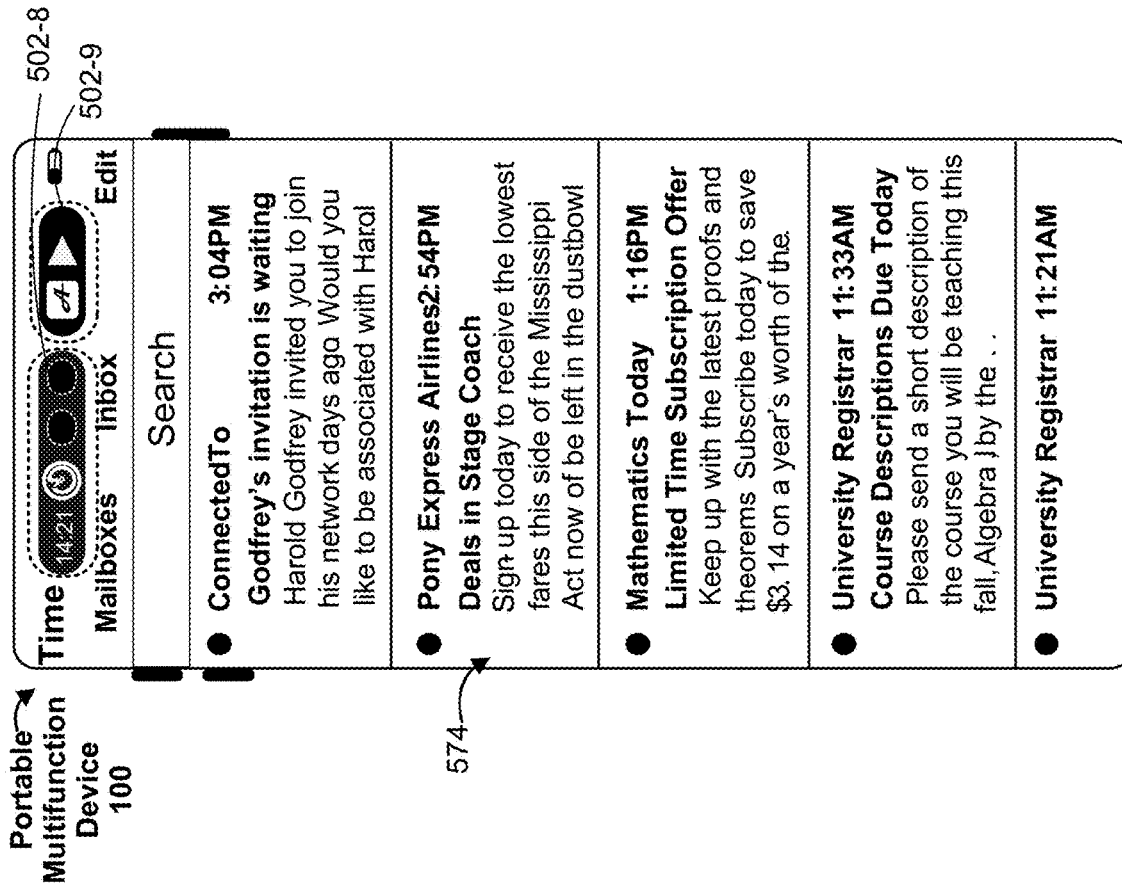 Portable
Multifunction
Device
100
502-8
502-9
574
Time 14:21 A
Mailboxes Inbox Edit
Search
ConnectedTo 3:04PM
Godfrey's invitation is waiting
Harold Godfrey invited you to join
his network days ago Would you
like to be associated with Harol
Pony Express Airlines2:54PM
Deals in Stage Coach
Sign up today to receive the lowest
fares this side of the Mississippi
Act now of be left in the dustbowl
Mathematics Today 1:16PM
Limited Time Subscription Offer
Keep up with the latest proofs and
theorems Subscribe today to save
$3.14 on a year's worth of the.
University Registrar 11:33AM
Course Descriptions Due Today
Please send a short description of
the course you will be teaching this
fall, Algebra ] by the . . .
University Registrar 11:21AM